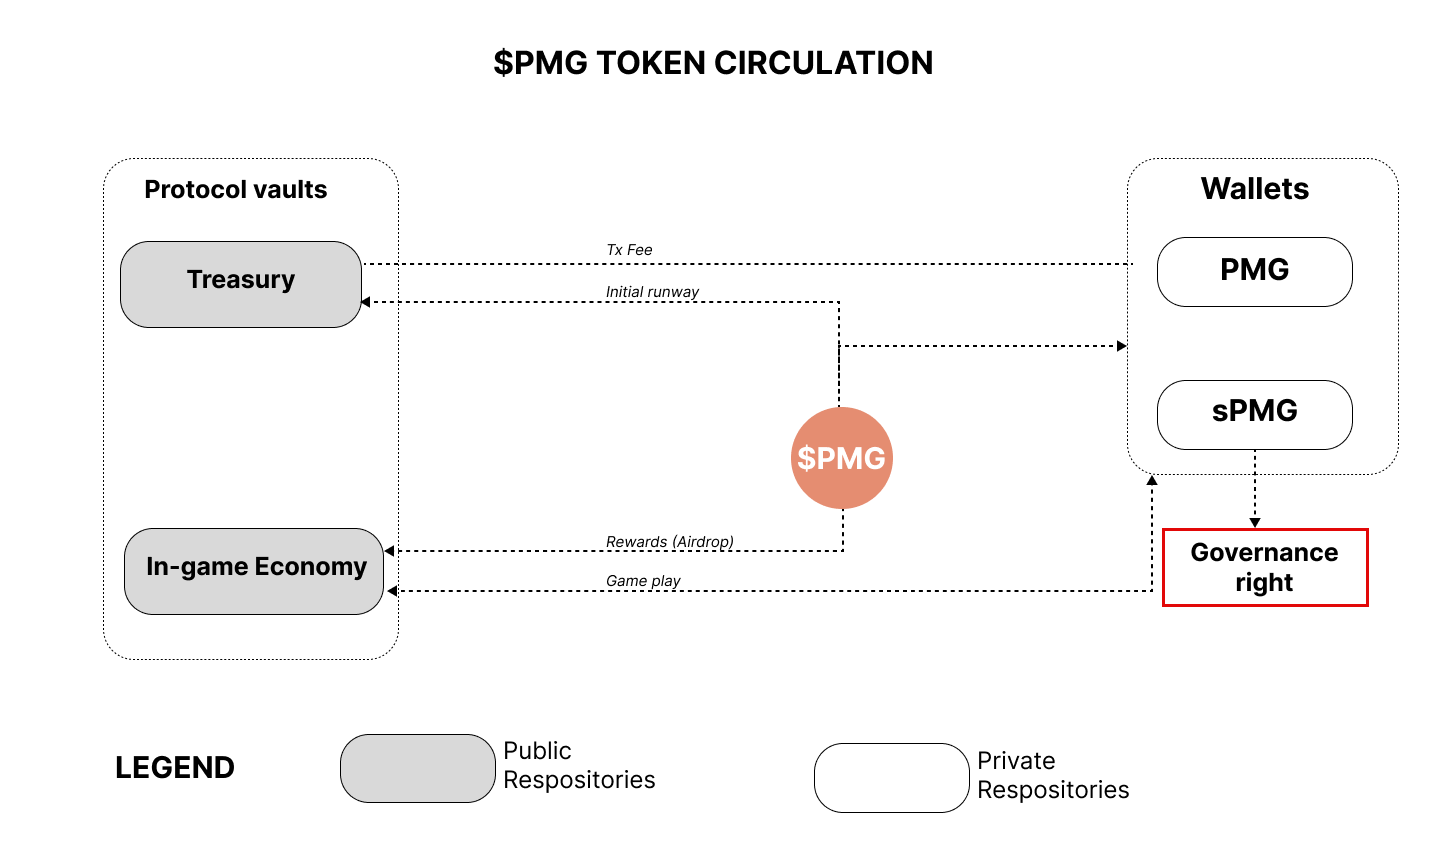 $PMG TOKEN CIRCULATION
Protocol vaults
Wallets
Treasury
Tx Fee
PMG
Initial runway
sPMG
$PMG
Rewards (Airdrop)
In-game Economy
Game play
Governance
right
LEGEND
Public
Respositories
Private
Respositories